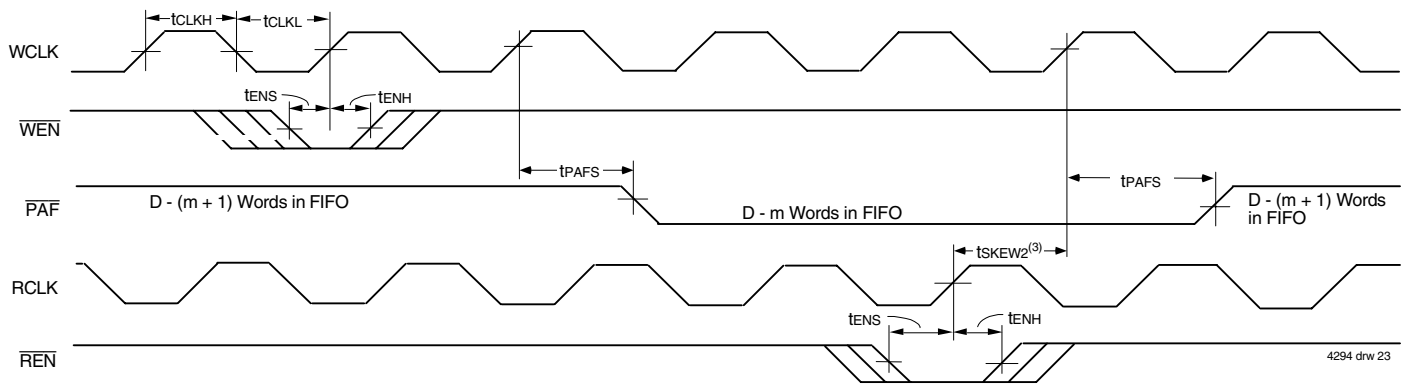 tCLKH
tCLKL
WCLK
tENS
tENH
WEN
tPAFS
tPAFS
PAF
D - (m + 1) Words in FIFO
D - m Words in FIFO
D - (m + 1) Words
in FIFO
tSKEW2(3)
RCLK
tENS
tENH
REN
4294 drw 23